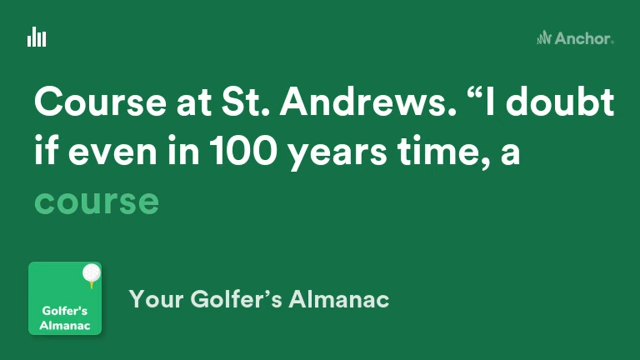 Anchor
Course at St. Andrews. “I doubt
if even in 100 years time, a
course
Golfer's
Almanac
Your Golfer’s Almanac